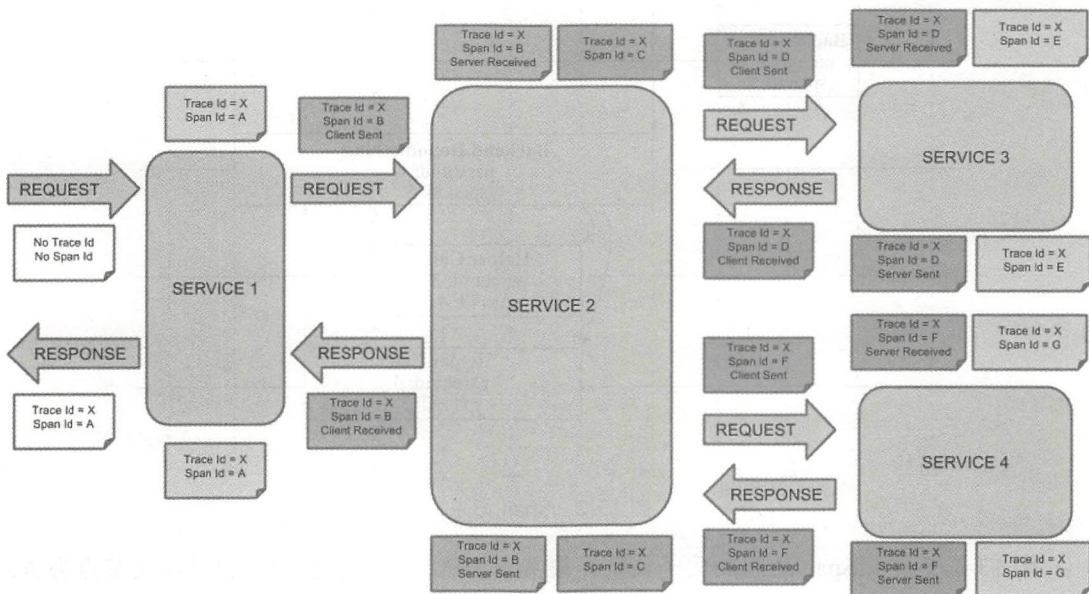 Trace Id = X
Span Id = B
Server Received
Trace Id = X
Span Id = C
Trace Id = X
Span Id = D
Client Sent
Trace Id = X
Span Id = D
Server Received
Trace Id = X
Span Id = E
Trace Id = X
Span Id = A
Trace Id = X
Span Id = B
Client Sent
REQUEST
REQUEST
REQUEST
SERVICE 3
RESPONSE
No Trace Id
No Span Id
SERVICE 1
SERVICE 2
Trace Id = X
Span Id = D
Client Received
Trace Id = X
Span Id = D
Server Sent
Trace Id = X
Span Id = E
RESPONSE
RESPONSE
Trace Id = X
Span Id = F
Client Sent
Trace Id = X
Span Id = F
Server Received
Trace Id = X
Span Id = G
Trace Id = X
Span Id = A
Trace Id = X
Span Id = B
Client Received
REQUEST
SERVICE 4
Trace Id = X
Span Id = A
RESPONSE
Trace Id = X
Span Id = B
Server Sent
Trace Id = X
Span Id = C
Trace Id = X
Span Id = F
Client Received
Trace Id = X
Span Id = F
Server Sent
Trace Id = X
Span Id = G